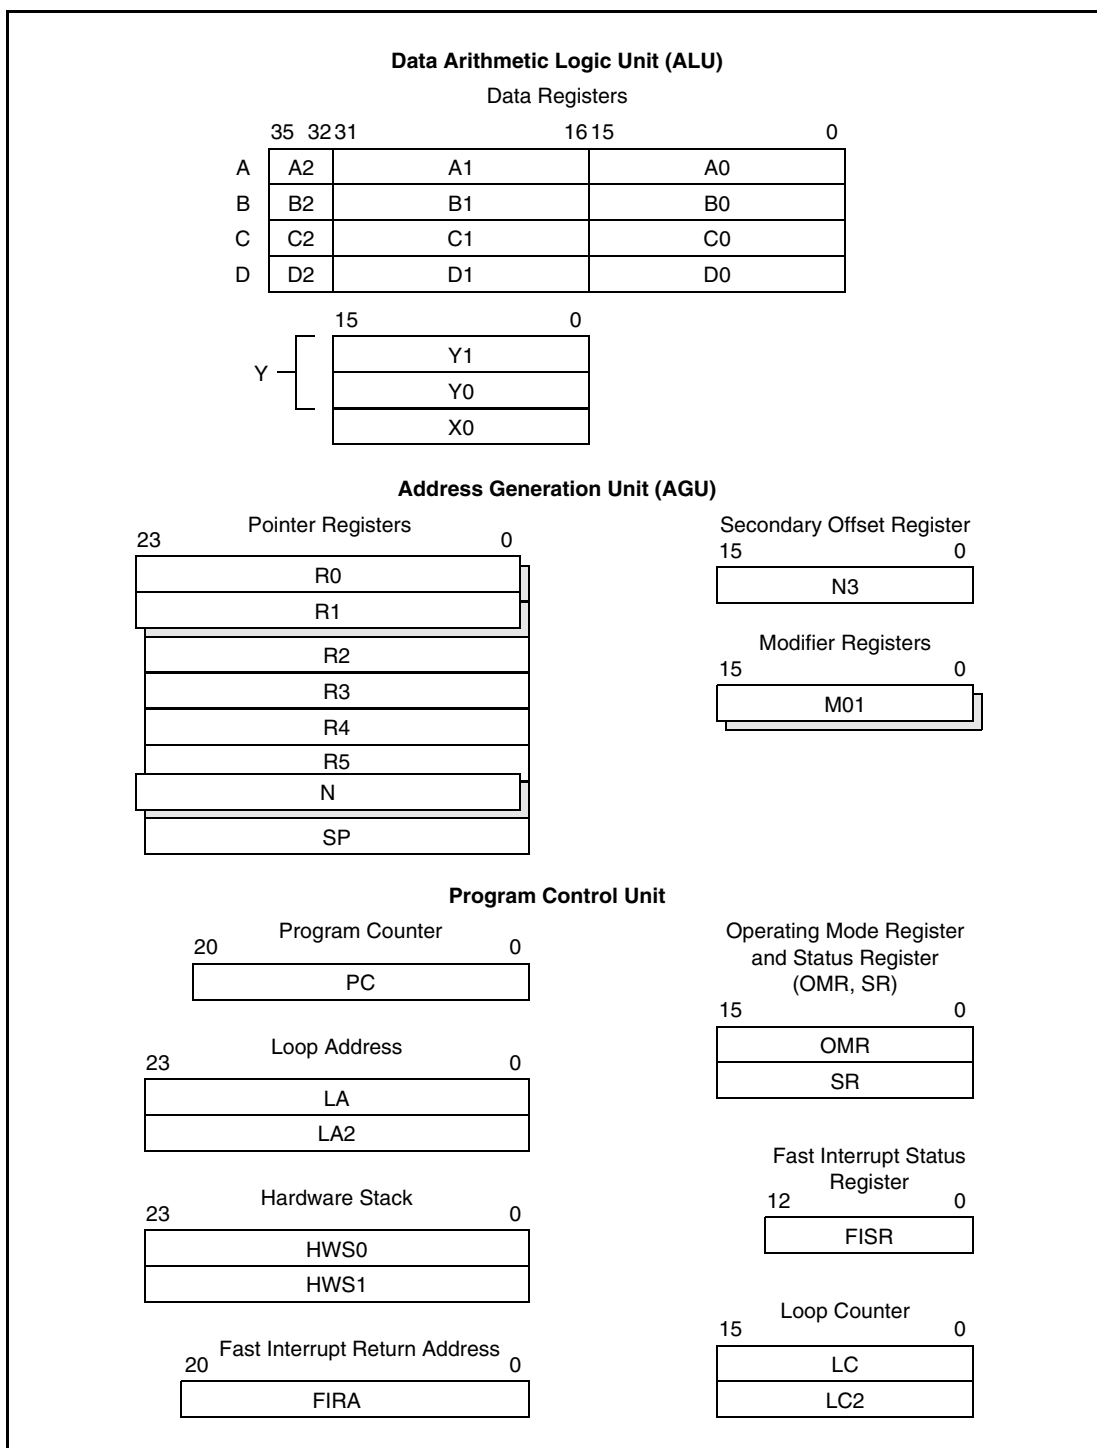 Data Arithmetic Logic Unit (ALU)
Data Registers
35 32 31 16 15 0
A A2 A1 A0
B B2 B1 B0
C C2 C1 C0
D D2 D1 D0
15 0
Y
Y1
Y0
X0
Address Generation Unit (AGU)
Pointer Registers
23 0
R0
R1
R2
R3
R4
R5
N
SP
Secondary Offset Register
15 0
N3
Modifier Registers
15 0
M01
Program Control Unit
Program Counter
20 0
PC
Loop Address
23 0
LA
LA2
Hardware Stack
23 0
HWS0
HWS1
Fast Interrupt Return Address
20 0
FIRA
Operating Mode Register
and Status Register
(OMR, SR)
15 0
OMR
SR
Fast Interrupt Status
Register
12 0
FISR
Loop Counter
15 0
LC
LC2